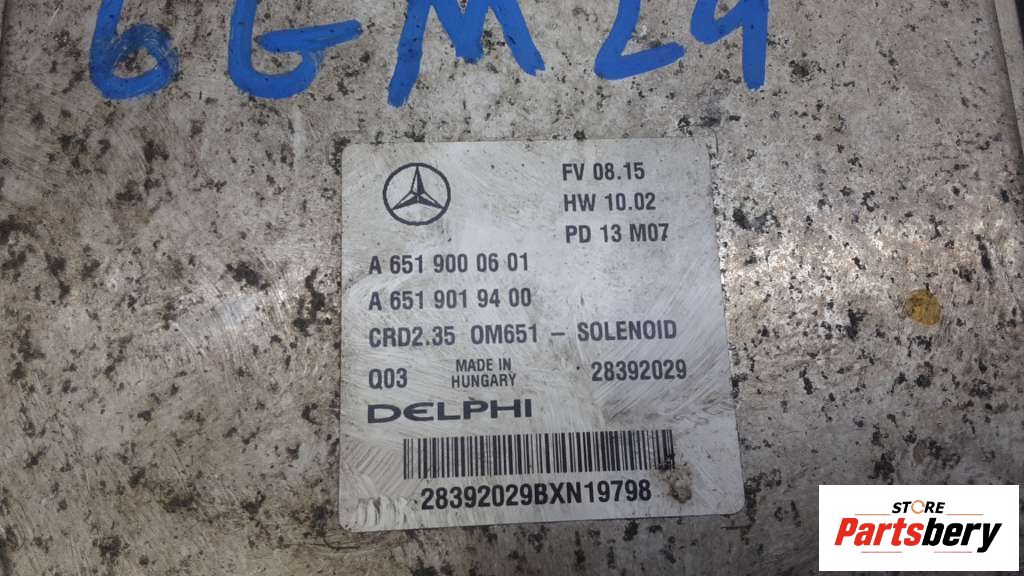 6GM24
FV 08.15
HW 10.02
PD 13 M07
A 651 900 06 01
A 651 901 94 00
CRD2.35 OM651 - SOLENOID
Q03 MADE IN HUNGARY 28392029
DELPHI
28392029BXN19798
STORE
Partsbery